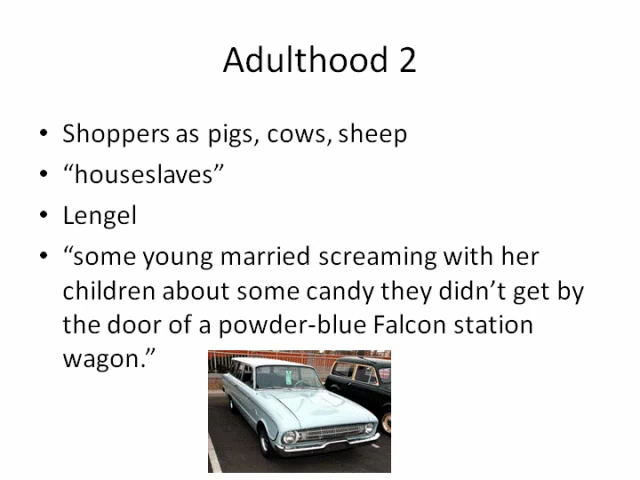 Adulthood 2
• Shoppers as pigs, cows, sheep
• “houseslaves”
• Lengel
• “some young married screaming with her
children about some candy they didn’t get by
the door of a powder-blue Falcon station
wagon.”